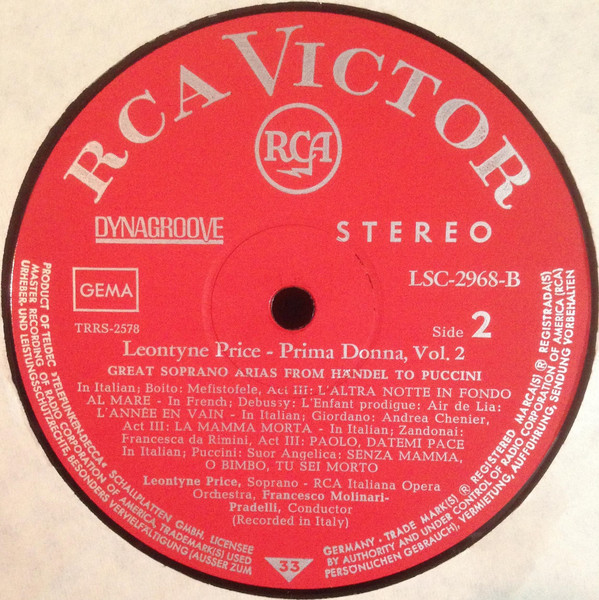 RCA VICTOR
RCA
DYNAGROOVE
STEREO
GEMA
LSC-2968-B
TRRS-2578
Side 2
Leontyne Price - Prima Donna, Vol. 2
GREAT SOPRANO ARIAS FROM HANDEL TO PUCCINI
In Italian; Boito: Mefistofele, Act III: L'ALTRA NOTTE IN FONDO
AL MARE - In French; Debussy: L'Enfant prodigue: Air de Lia:
L'ANNÉE EN VAIN - In Italian; Giordano: Andrea Chenier,
Act III: LA MAMMA MORTA - In Italian; Zandonai:
Francesca da Rimini, Act III: PAOLO, DATEMI PACE
In Italian; Puccini: Suor Angelica: SENZA MAMMA,
O BIMBO, TU SEI MORTO
Leontyne Price, Soprano - RCA Italiana Opera
Orchestra, Francesco Molinari-
Pradelli, Conductor
(Recorded in Italy)
33
PRODUCT OF TELDEC »TELEFUNKEN-DECCA« SCHALLPLATTEN GMBH. LICENSEE
MASTER RECORDING OF RADIO CORPORATION OF AMERICA, TRADEMARK(S) USED
URHEBER- UND LEISTUNGSSCHUTZRECHTE, BESONDERS VERVIELFÄLTIGUNG (AUSSER ZUM
GERMANY · TRADE MARK(S) ® REGISTERED MARCA(S) ® REGISTRADA(S)
BY AUTHORITY AND UNDER CONTROL OF RADIO CORPORATION OF AMERICA (RCA)
PERSÖNLICHEN GEBRAUCH), VERMIETUNG, AUFFÜHRUNG, SENDUNG VORBEHALTEN